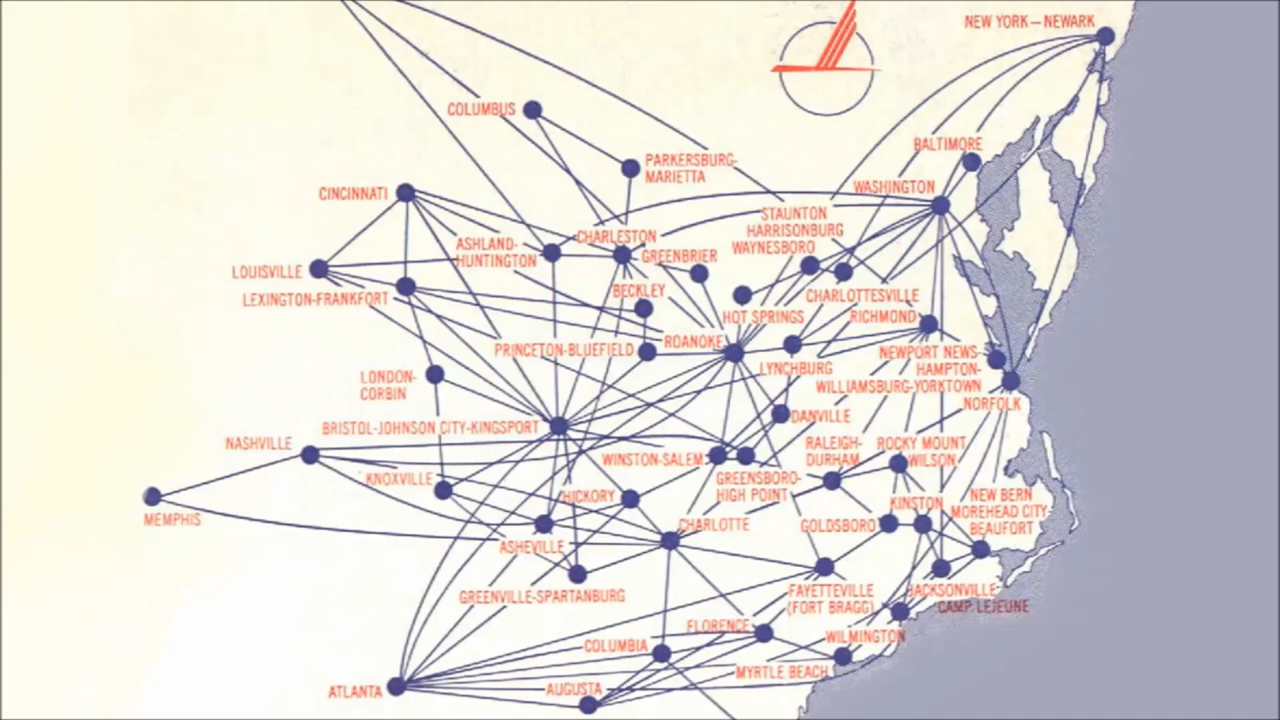 NEW YORK – NEWARK
COLUMBUS
BALTIMORE
PARKERSBURG-
MARIETTA
CINCINNATI
WASHINGTON
STAUNTON
HARRISONBURG
WAYNESBORO
ASHLAND-
HUNTINGTON
CHARLESTON
GREENBRIER
LOUISVILLE
LEXINGTON-FRANKFORT
BECKLEY
CHARLOTTESVILLE
HOT SPRINGS
RICHMOND
PRINCETON-BLUEFIELD
ROANOKE
LYNCHBURG
NEWPORT NEWS-
HAMPTON-
WILLIAMSBURG-YORKTOWN
NORFOLK
LONDON-
CORBIN
DANVILLE
BRISTOL-JOHNSON CITY-KINGSPORT
NASHVILLE
WINSTON-SALEM
RALEIGH-
DURHAM
ROCKY MOUNT
WILSON
KNOXVILLE
GREENSBORO-
HIGH POINT
HICKORY
KINSTON
NEW BERN
MOREHEAD CITY-
BEAUFORT
MEMPHIS
CHARLOTTE
GOLDSBORO
ASHEVILLE
GREENVILLE-SPARTANBURG
FAYETTEVILLE
(FORT BRAGG)
JACKSONVILLE
CAMP LEJEUNE
FLORENCE
WILMINGTON
COLUMBIA
MYRTLE BEACH
ATLANTA
AUGUSTA